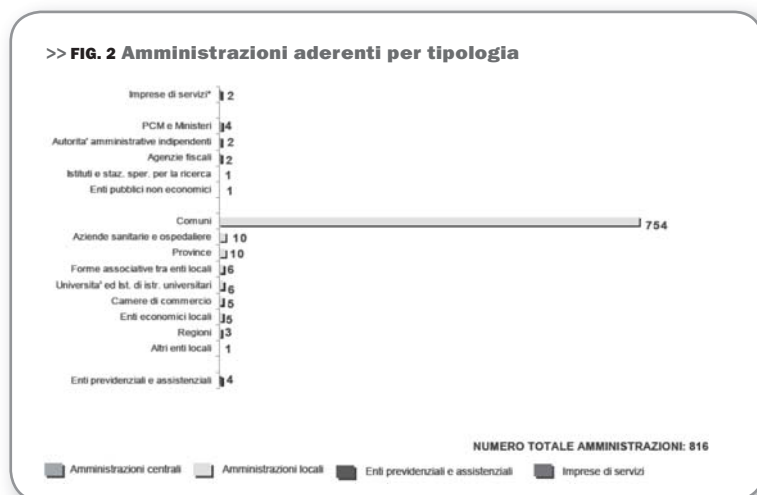 >> FIG. 2 Amministrazioni aderenti per tipologia
Imprese di servizi* 2
PCM e Ministeri 4
Autorita' amministrative indipendenti 2
Agenzie fiscali 2
Istituti e staz. sper. per la ricerca 1
Enti pubblici non economici 1
Comuni 754
Aziende sanitarie e ospedaliere 10
Province 10
Forme associative tra enti locali 6
Universita' ed Ist. di istr. universitari 6
Camere di commercio 5
Enti economici locali 5
Regioni 3
Altri enti locali 1
Enti previdenziali e assistenziali 4
NUMERO TOTALE AMMINISTRAZIONI: 816
Amministrazioni centrali Amministrazioni locali Enti previdenziali e assistenziali Imprese di servizi